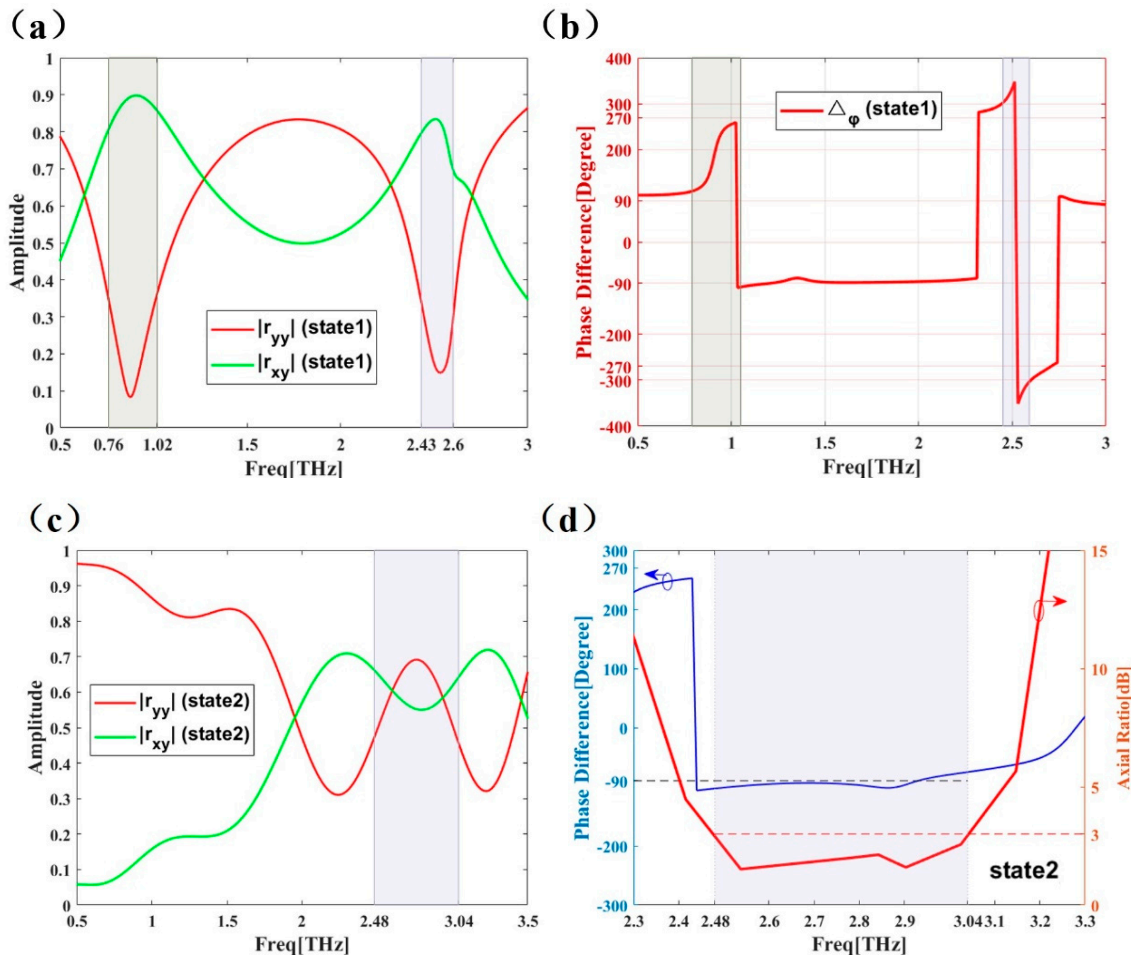 (a)
1
0.9
0.8
0.7
0.6
0.5
0.4
0.3
0.2
0.1
0
Amplitude
|r_yy| (state1)
|r_xy| (state1)
0.5 0.76 1.02 1.5 2 2.43 2.6 3
Freq[THz]
(b)
400
300
270
200
90
0
-90
-200
-270
-300
-400
Phase Difference[Degree]
△_φ (state1)
0.5 1 1.5 2 2.5 3
Freq[THz]
(c)
1
0.9
0.8
0.7
0.6
0.5
0.4
0.3
0.2
0.1
0
Amplitude
|r_yy| (state2)
|r_xy| (state2)
0.5 1 1.5 2 2.48 3.04 3.5
Freq[THz]
(d)
300
270
200
100
0
-90
-200
-300
Phase Difference[Degree]
15
10
5
3
0
Axial Ratio[dB]
state2
2.3 2.4 2.48 2.6 2.7 2.8 2.9 3.04 3.1 3.2 3.3
Freq[THz]